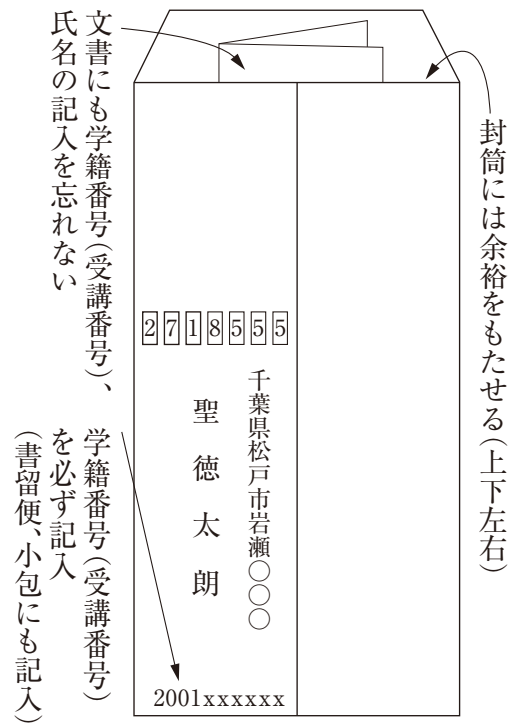 封筒には余裕をもたせる(上下左右)
文書にも学籍番号(受講番号)、
氏名の記入を忘れない
2718555
千葉県松戸市岩瀬○○○
聖徳太朗
2001xxxxxx
学籍番号(受講番号)
を必ず記入
(書留便、小包にも記入)